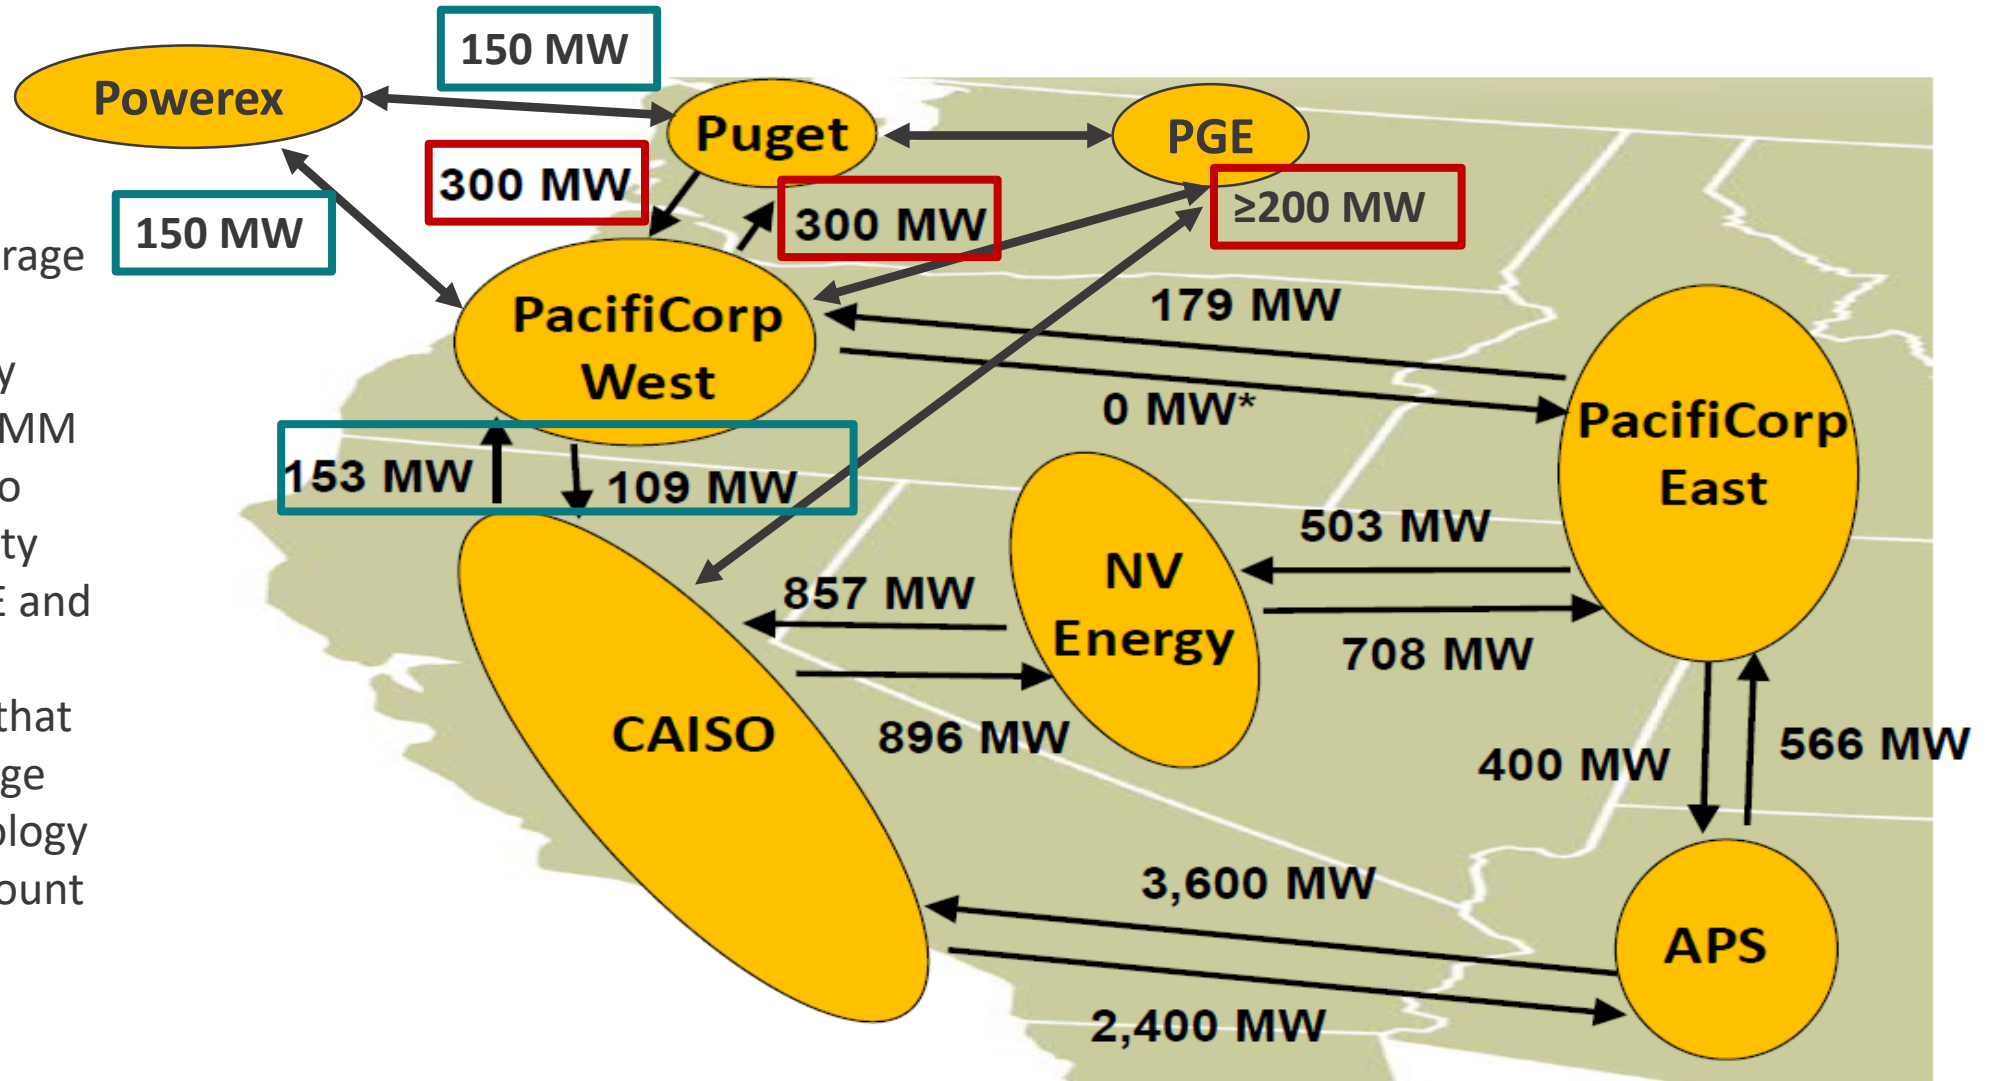 150 MW
Powerex
Puget
PGE
300 MW
≥200 MW
300 MW
150 MW
rage
179 MW
PacifiCorp
West
0 MW*
PacifiCorp
East
y
MM
153 MW
109 MW
o
503 MW
ty
NV
Energy
857 MW
E and
708 MW
that
CAISO
896 MW
566 MW
400 MW
ge
ology
3,600 MW
ount
APS
2,400 MW